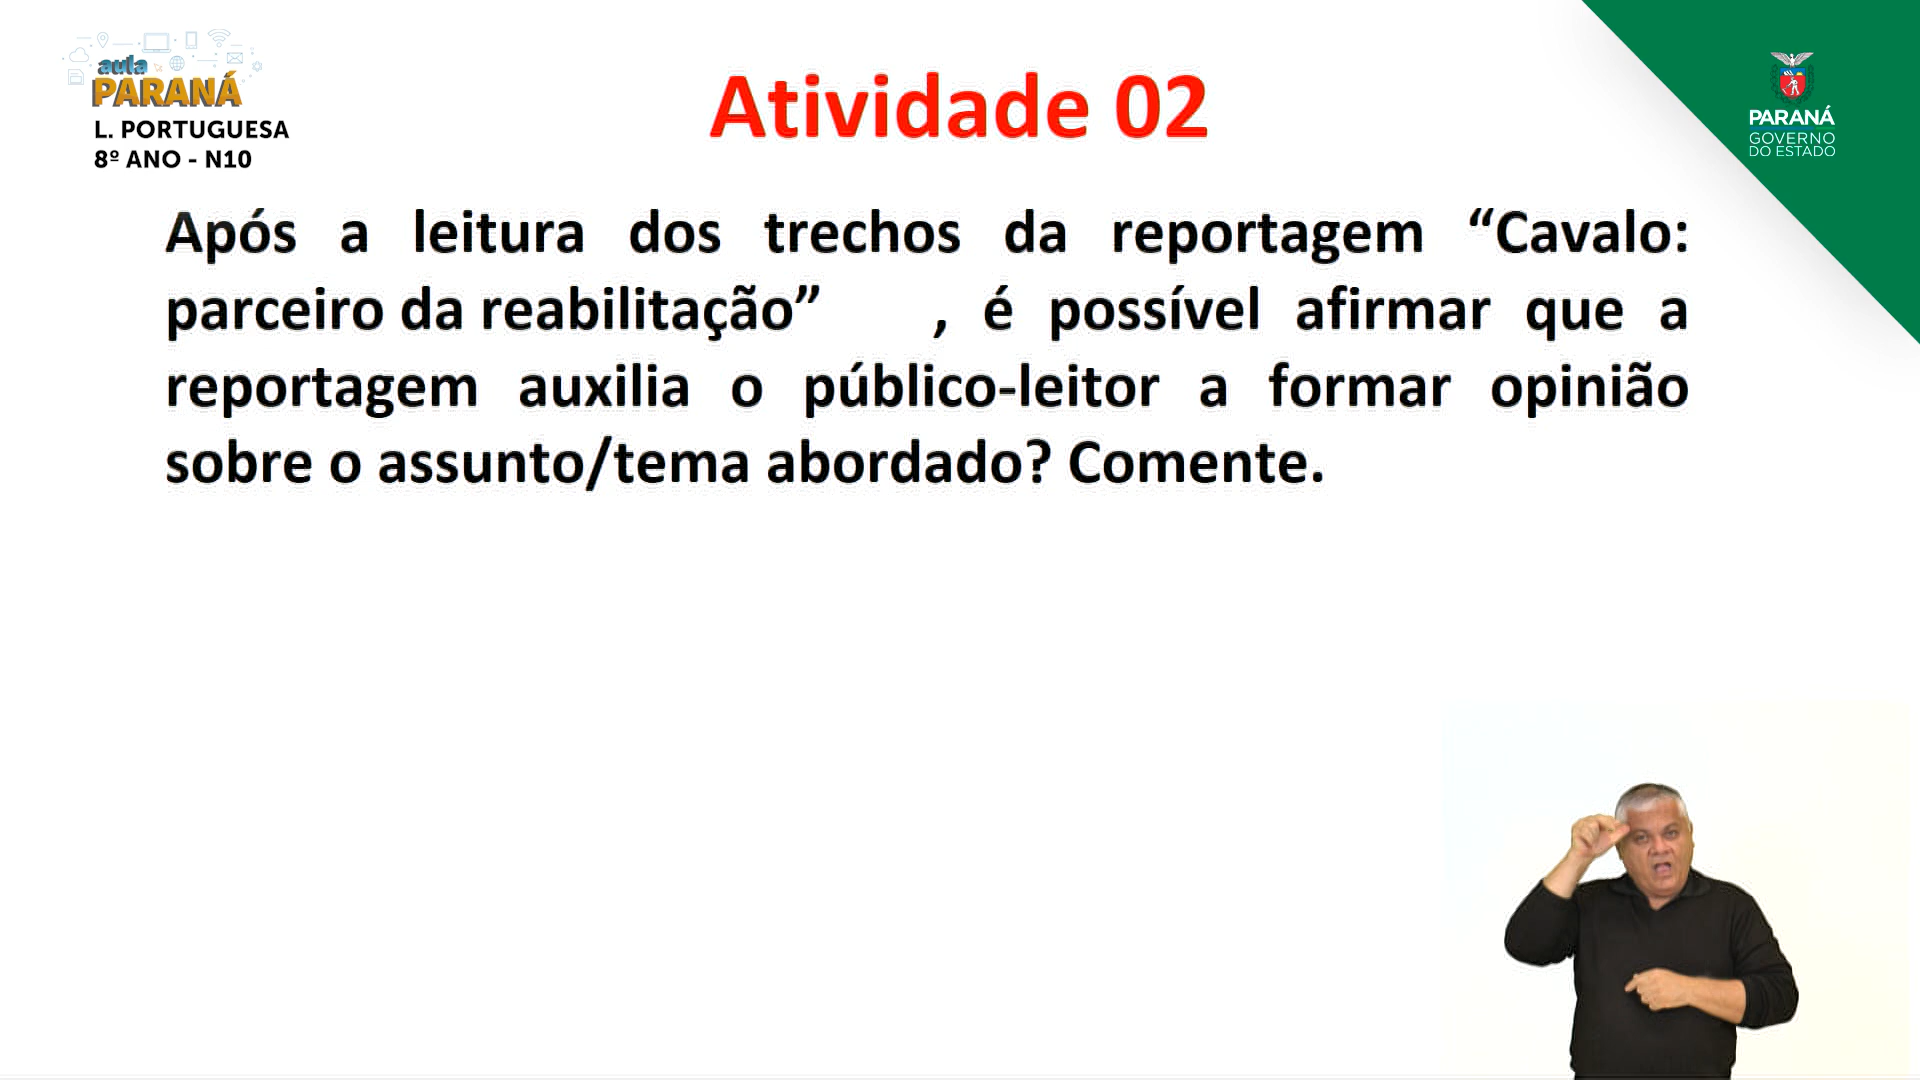 aula
PARANÁ
L. PORTUGUESA
8º ANO - N10
Atividade 02
PARANÁ
GOVERNO
DO ESTADO
Após a leitura dos trechos da reportagem “Cavalo:
parceiro da reabilitação” , é possível afirmar que a
reportagem auxilia o público-leitor a formar opinião
sobre o assunto/tema abordado? Comente.